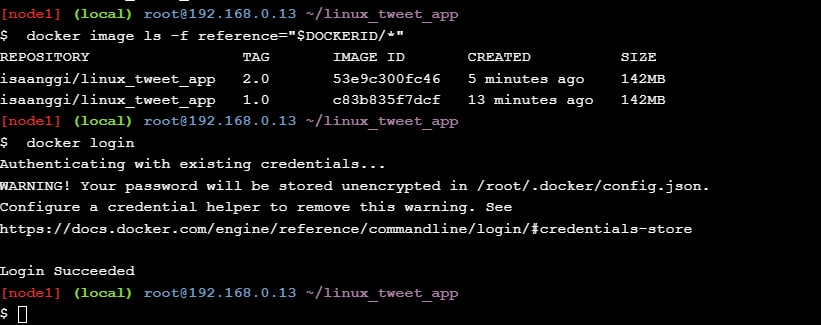 [node1] (local) root@192.168.0.13 ~/linux_tweet_app
$ docker image ls -f reference="$DOCKERID/*"
REPOSITORY TAG IMAGE ID CREATED SIZE
isaanggi/linux_tweet_app 2.0 53e9c300fc46 5 minutes ago 142MB
isaanggi/linux_tweet_app 1.0 c83b835f7dcf 13 minutes ago 142MB
[node1] (local) root@192.168.0.13 ~/linux_tweet_app
$ docker login
Authenticating with existing credentials...
WARNING! Your password will be stored unencrypted in /root/.docker/config.json.
Configure a credential helper to remove this warning. See
https://docs.docker.com/engine/reference/commandline/login/#credentials-store
Login Succeeded
[node1] (local) root@192.168.0.13 ~/linux_tweet_app
$